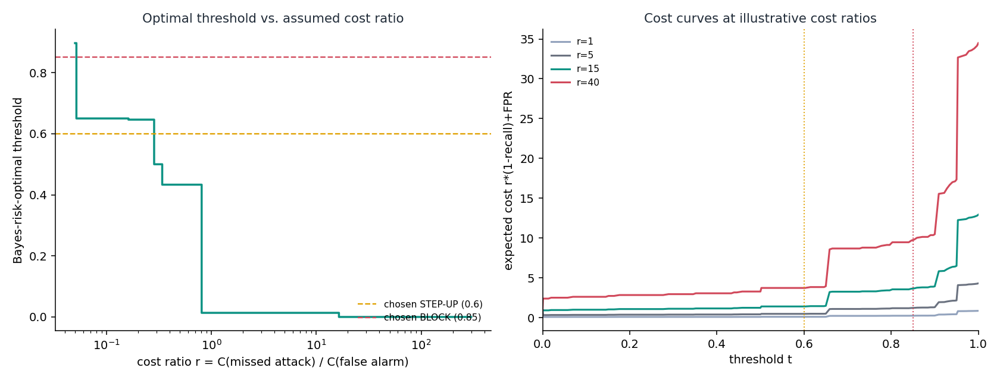 Optimal threshold vs. assumed cost ratio
Bayes-risk-optimal threshold
0.8
0.6
0.4
0.2
0.0
chosen STEP-UP (0.6)
chosen BLOCK (0.85)
10⁻¹ 10⁰ 10¹ 10²
cost ratio r = C(missed attack) / C(false alarm)
Cost curves at illustrative cost ratios
expected cost r*(1-recall)+FPR
35
30
25
20
15
10
5
0
r=1
r=5
r=15
r=40
0.0 0.2 0.4 0.6 0.8 1.0
threshold t